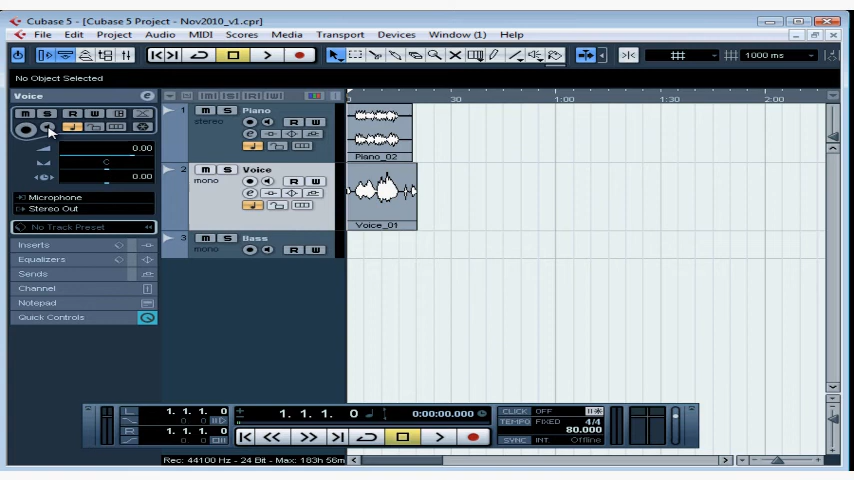 Cubase 5 - [Cubase 5 Project - Nov2010_v1.cpr]
File Edit Project Audio MIDI Scores Media Transport Devices Window (1) Help
1000 ms
No Object Selected
Voice
m S R W
0.00
C
0.00
Microphone
Stereo Out
No Track Preset
Inserts
Equalizers
Sends
Channel
Notepad
Quick Controls
30 1:00 1:30 2:00
1 m S Piano
stereo R W
e
Piano_02
2 m S Voice
mono R W
e
Voice_01
3 m S Bass
mono R W
L 1. 1. 1. 0
0 0
R 1. 1. 1. 0
0. 0
1. 1. 1. 0 0:00:00.000
CLICK OFF
TEMPO FIXED 4/4
80.000
SYNC INT. Offline
Rec: 44100 Hz - 24 Bit - Max: 183h 56m